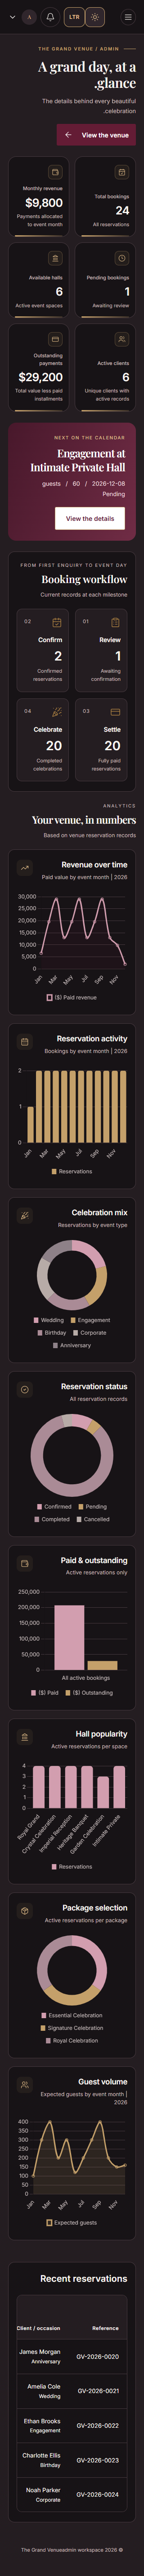 A
LTR
THE GRAND VENUE / ADMIN
A grand day, at a
.glance
The details behind every beautiful
.celebration
View the venue
Total bookings
24
All reservations
Monthly revenue
$9,800
Payments allocated
to event month
Pending bookings
1
Awaiting review
Available halls
6
Active event spaces
Active clients
6
Unique clients with
active records
Outstanding
payments
$29,200
Total value less paid
installments
NEXT ON THE CALENDAR
Engagement at
Intimate Private Hall
guests / 60 / 2026-12-08
Pending
View the details
FROM FIRST ENQUIRY TO EVENT DAY
Booking workflow
Current records at each milestone
01
Review
1
Awaiting
confirmation
02
Confirm
2
Confirmed
reservations
03
Settle
20
Fully paid
reservations
04
Celebrate
20
Completed
celebrations
ANALYTICS
Your venue, in numbers
Based on venue reservation records
Revenue over time
Paid value by event month | 2026
30,000
25,000
20,000
15,000
10,000
5,000
0
Jan
Mar
May
Jul
Sep
Nov
($) Paid revenue
Reservation activity
Bookings by event month | 2026
2
1
0
Jan
Mar
May
Jul
Sep
Nov
Reservations
Celebration mix
Reservations by event type
Wedding
Engagement
Birthday
Corporate
Anniversary
Reservation status
All reservation records
Confirmed
Pending
Completed
Cancelled
Paid & outstanding
Active reservations only
250,000
200,000
150,000
100,000
50,000
0
All active bookings
($) Paid
($) Outstanding
Hall popularity
Active reservations per space
4
3
2
1
0
Royal Grand
Crystal Celebration
Imperial Reception
Heritage Banquet
Garden Celebration
Intimate Private
Reservations
Package selection
Active reservations per package
Essential Celebration
Signature Celebration
Royal Celebration
Guest volume
Expected guests by event month |
2026
400
350
300
250
200
150
100
50
0
Jan
Mar
May
Jul
Sep
Nov
Expected guests
Recent reservations
Client / occasion
Reference
James Morgan
Anniversary
GV-2026-0020
Amelia Cole
Wedding
GV-2026-0021
Ethan Brooks
Engagement
GV-2026-0022
Charlotte Ellis
Birthday
GV-2026-0023
Noah Parker
Corporate
GV-2026-0024
The Grand Venueadmin workspace 2026 ©